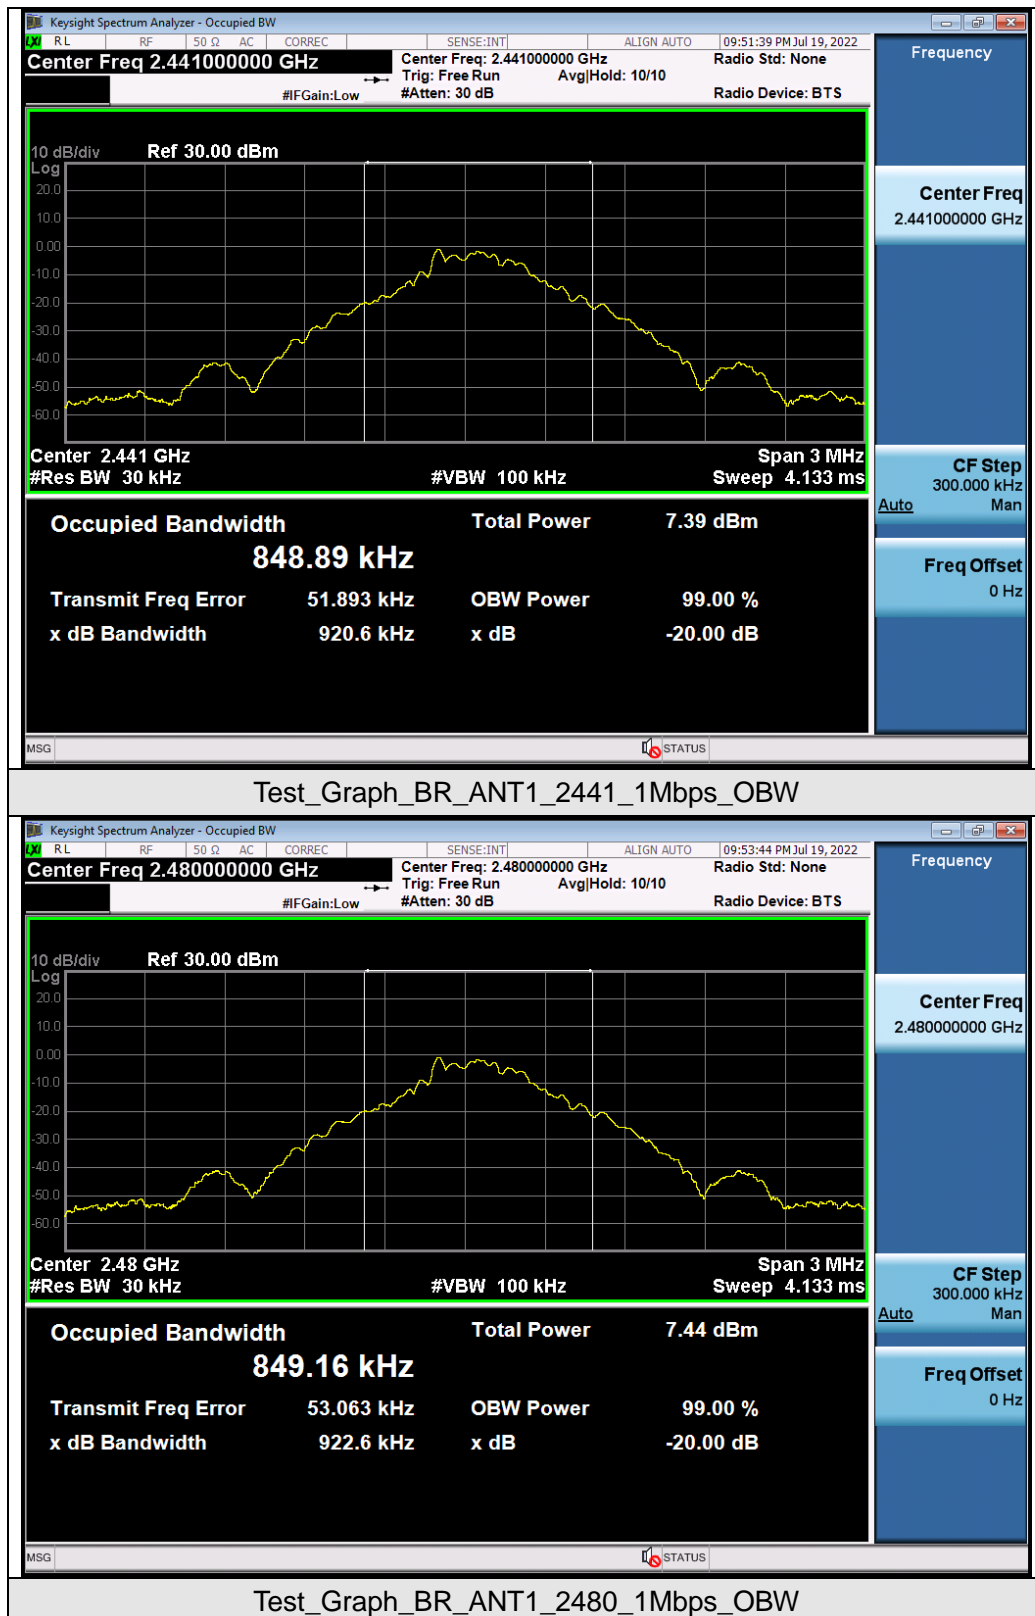 Keysight Spectrum Analyzer - Occupied BW
LXI RL RF 50 Ω AC CORREC SENSE:INT ALIGN AUTO 09:51:39 PM Jul 19, 2022
Center Freq 2.441000000 GHz
Center Freq: 2.441000000 GHz
Radio Std: None
Trig: Free Run Avg|Hold: 10/10
#IFGain:Low #Atten: 30 dB Radio Device: BTS
Frequency
10 dB/div Ref 30.00 dBm
Log
20.0
10.0
0.00
-10.0
-20.0
-30.0
-40.0
-50.0
-60.0
Center Freq
2.441000000 GHz
Center 2.441 GHz Span 3 MHz
#Res BW 30 kHz #VBW 100 kHz Sweep 4.133 ms
CF Step
300.000 kHz
Auto Man
Freq Offset
0 Hz
Occupied Bandwidth Total Power 7.39 dBm
848.89 kHz
Transmit Freq Error 51.893 kHz OBW Power 99.00 %
x dB Bandwidth 920.6 kHz x dB -20.00 dB
MSG STATUS
Test_Graph_BR_ANT1_2441_1Mbps_OBW
Keysight Spectrum Analyzer - Occupied BW
LXI RL RF 50 Ω AC CORREC SENSE:INT ALIGN AUTO 09:53:44 PM Jul 19, 2022
Center Freq 2.480000000 GHz
Center Freq: 2.480000000 GHz
Radio Std: None
Trig: Free Run Avg|Hold: 10/10
#IFGain:Low #Atten: 30 dB Radio Device: BTS
Frequency
10 dB/div Ref 30.00 dBm
Log
20.0
10.0
0.00
-10.0
-20.0
-30.0
-40.0
-50.0
-60.0
Center Freq
2.480000000 GHz
Center 2.48 GHz Span 3 MHz
#Res BW 30 kHz #VBW 100 kHz Sweep 4.133 ms
CF Step
300.000 kHz
Auto Man
Freq Offset
0 Hz
Occupied Bandwidth Total Power 7.44 dBm
849.16 kHz
Transmit Freq Error 53.063 kHz OBW Power 99.00 %
x dB Bandwidth 922.6 kHz x dB -20.00 dB
MSG STATUS
Test_Graph_BR_ANT1_2480_1Mbps_OBW